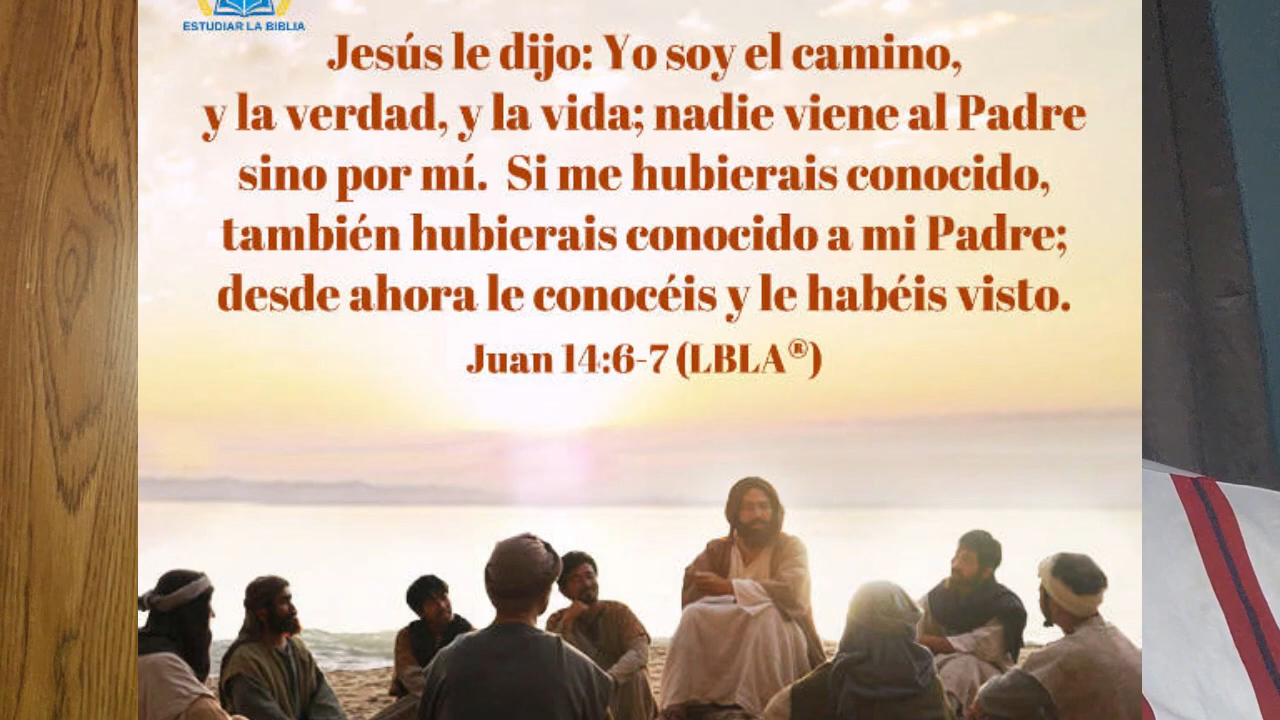 ESTUDIAR LA BIBLIA
Jesús le dijo: Yo soy el camino,
y la verdad, y la vida; nadie viene al Padre
sino por mí. Si me hubierais conocido,
también hubierais conocido a mi Padre;
desde ahora le conocéis y le habéis visto.
Juan 14:6-7 (LBLA®)